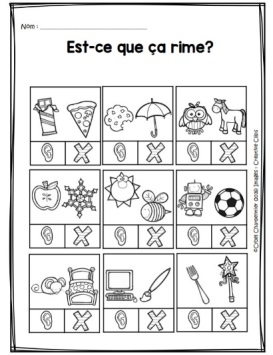 Nom :
Est-ce que ça rime?